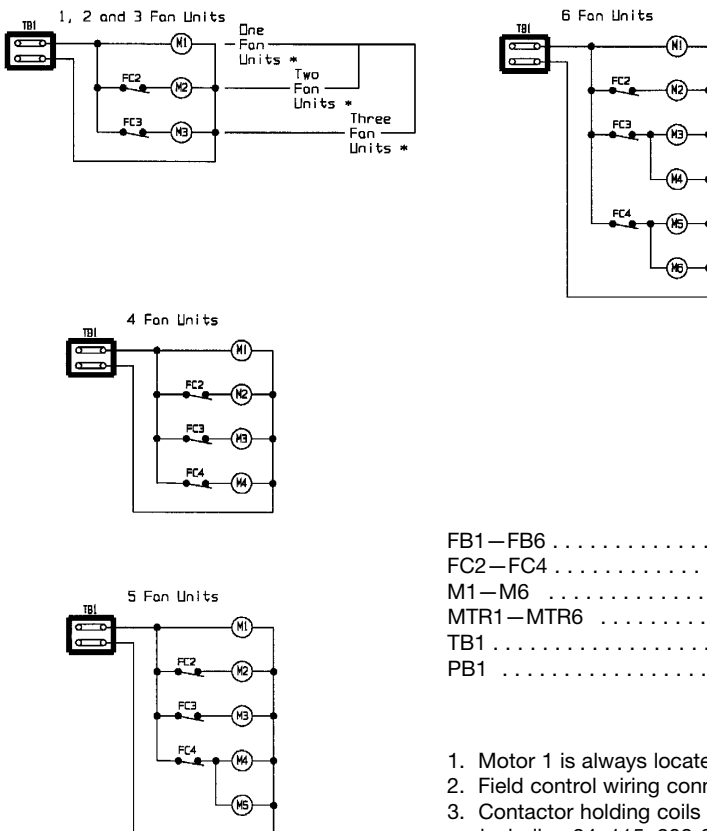 1, 2 and 3 Fan Units
TB1
M1
FC2
M2
FC3
M3
One
Fan
Units *
Two
Fan
Units *
Three
Fan
Units *
6 Fan Units
TB1
M1
FC2
M2
FC3
M3
M4
FC4
M5
M6
4 Fan Units
TB1
M1
FC2
M2
FC3
M3
FC4
M4
5 Fan Units
TB1
M1
FC2
M2
FC3
M3
FC4
M4
M5
FB1—FB6 . . . . . . . . . . . . .
FC2—FC4 . . . . . . . . . . . . .
M1—M6 . . . . . . . . . . . . .
MTR1—MTR6 . . . . . . . . .
TB1 . . . . . . . . . . . . . . . . . .
PB1 . . . . . . . . . . . . . . . . .
1. Motor 1 is always locate
2. Field control wiring conn
3. Contactor holding coils